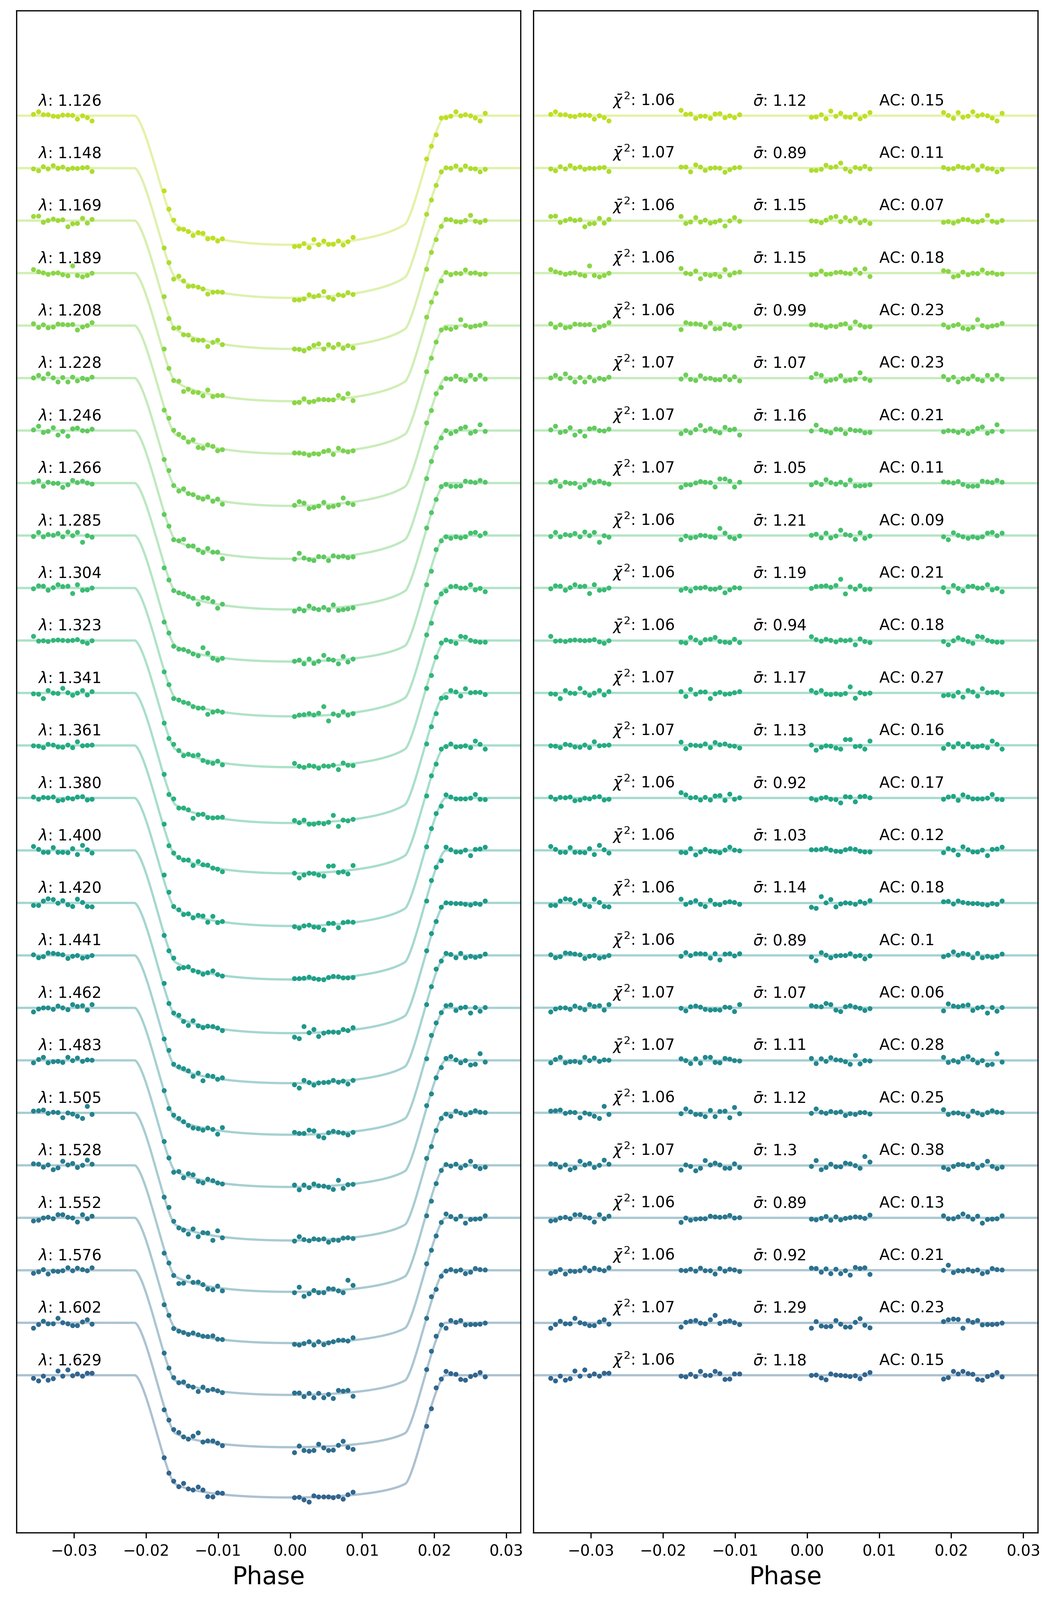 λ: 1.126 χ̄²: 1.06 σ̄: 1.12 AC: 0.15
λ: 1.148 χ̄²: 1.07 σ̄: 0.89 AC: 0.11
λ: 1.169 χ̄²: 1.06 σ̄: 1.15 AC: 0.07
λ: 1.189 χ̄²: 1.06 σ̄: 1.15 AC: 0.18
λ: 1.208 χ̄²: 1.06 σ̄: 0.99 AC: 0.23
λ: 1.228 χ̄²: 1.07 σ̄: 1.07 AC: 0.23
λ: 1.246 χ̄²: 1.07 σ̄: 1.16 AC: 0.21
λ: 1.266 χ̄²: 1.07 σ̄: 1.05 AC: 0.11
λ: 1.285 χ̄²: 1.06 σ̄: 1.21 AC: 0.09
λ: 1.304 χ̄²: 1.06 σ̄: 1.19 AC: 0.21
λ: 1.323 χ̄²: 1.06 σ̄: 0.94 AC: 0.18
λ: 1.341 χ̄²: 1.07 σ̄: 1.17 AC: 0.27
λ: 1.361 χ̄²: 1.07 σ̄: 1.13 AC: 0.16
λ: 1.380 χ̄²: 1.06 σ̄: 0.92 AC: 0.17
λ: 1.400 χ̄²: 1.06 σ̄: 1.03 AC: 0.12
λ: 1.420 χ̄²: 1.06 σ̄: 1.14 AC: 0.18
λ: 1.441 χ̄²: 1.06 σ̄: 0.89 AC: 0.1
λ: 1.462 χ̄²: 1.07 σ̄: 1.07 AC: 0.06
λ: 1.483 χ̄²: 1.07 σ̄: 1.11 AC: 0.28
λ: 1.505 χ̄²: 1.06 σ̄: 1.12 AC: 0.25
λ: 1.528 χ̄²: 1.07 σ̄: 1.3 AC: 0.38
λ: 1.552 χ̄²: 1.06 σ̄: 0.89 AC: 0.13
λ: 1.576 χ̄²: 1.06 σ̄: 0.92 AC: 0.21
λ: 1.602 χ̄²: 1.07 σ̄: 1.29 AC: 0.23
λ: 1.629 χ̄²: 1.06 σ̄: 1.18 AC: 0.15
−0.03 −0.02 −0.01 0.00 0.01 0.02 0.03 −0.03 −0.02 −0.01 0.00 0.01 0.02 0.03
Phase Phase